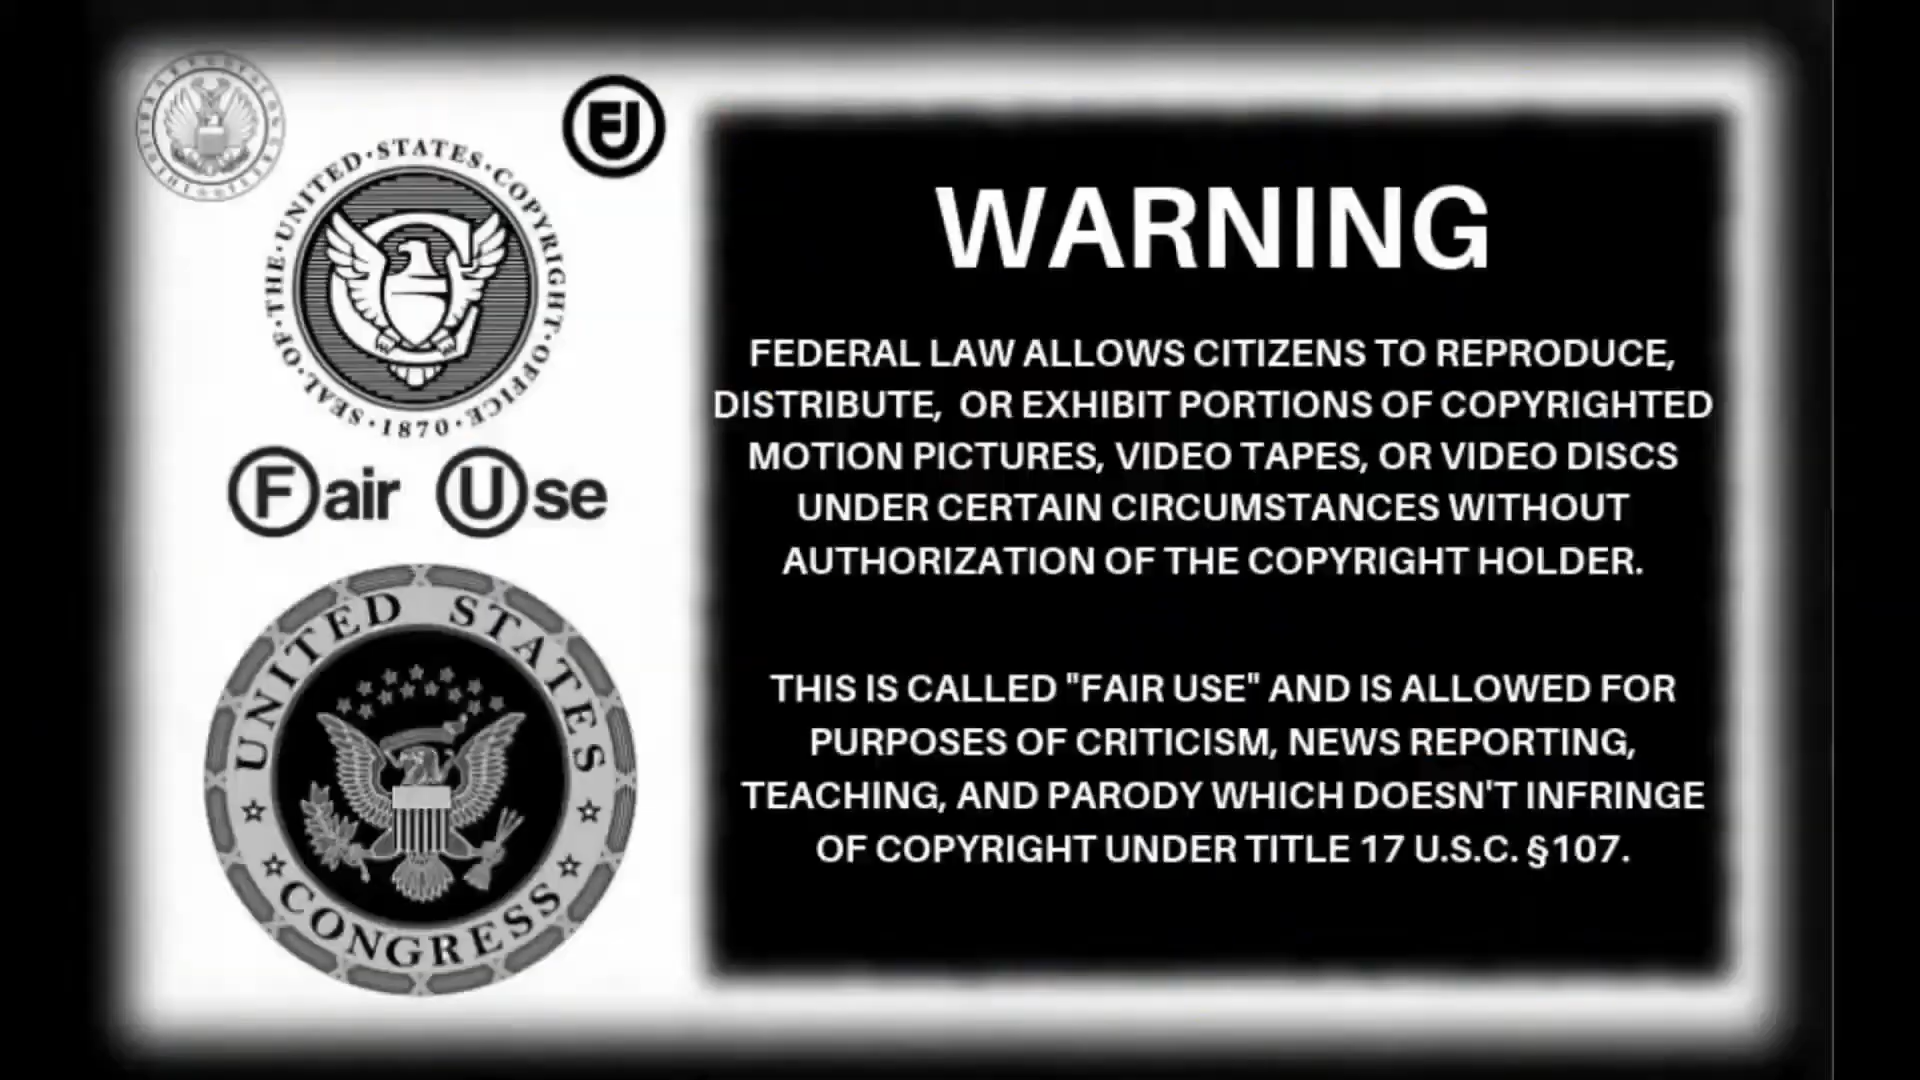 SEAL·OF·THE·UNITED·STATES·COPYRIGHT·OFFICE·
·1870·
FU
Fair Use
UNITED STATES
CONGRESS
WARNING
FEDERAL LAW ALLOWS CITIZENS TO REPRODUCE,
DISTRIBUTE, OR EXHIBIT PORTIONS OF COPYRIGHTED
MOTION PICTURES, VIDEO TAPES, OR VIDEO DISCS
UNDER CERTAIN CIRCUMSTANCES WITHOUT
AUTHORIZATION OF THE COPYRIGHT HOLDER.
THIS IS CALLED "FAIR USE" AND IS ALLOWED FOR
PURPOSES OF CRITICISM, NEWS REPORTING,
TEACHING, AND PARODY WHICH DOESN'T INFRINGE
OF COPYRIGHT UNDER TITLE 17 U.S.C. §107.